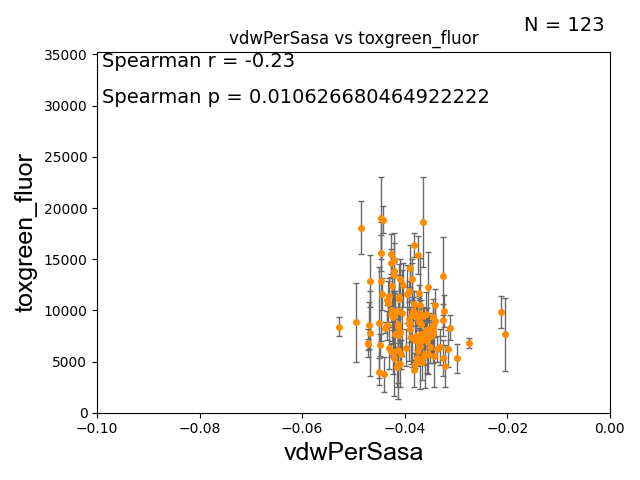 N = 123
vdwPerSasa vs toxgreen_fluor
Spearman r = -0.23
Spearman p = 0.010626680464922222
35000
30000
25000
20000
15000
10000
5000
0
toxgreen_fluor
−0.10 −0.08 −0.06 −0.04 −0.02 0.00
vdwPerSasa